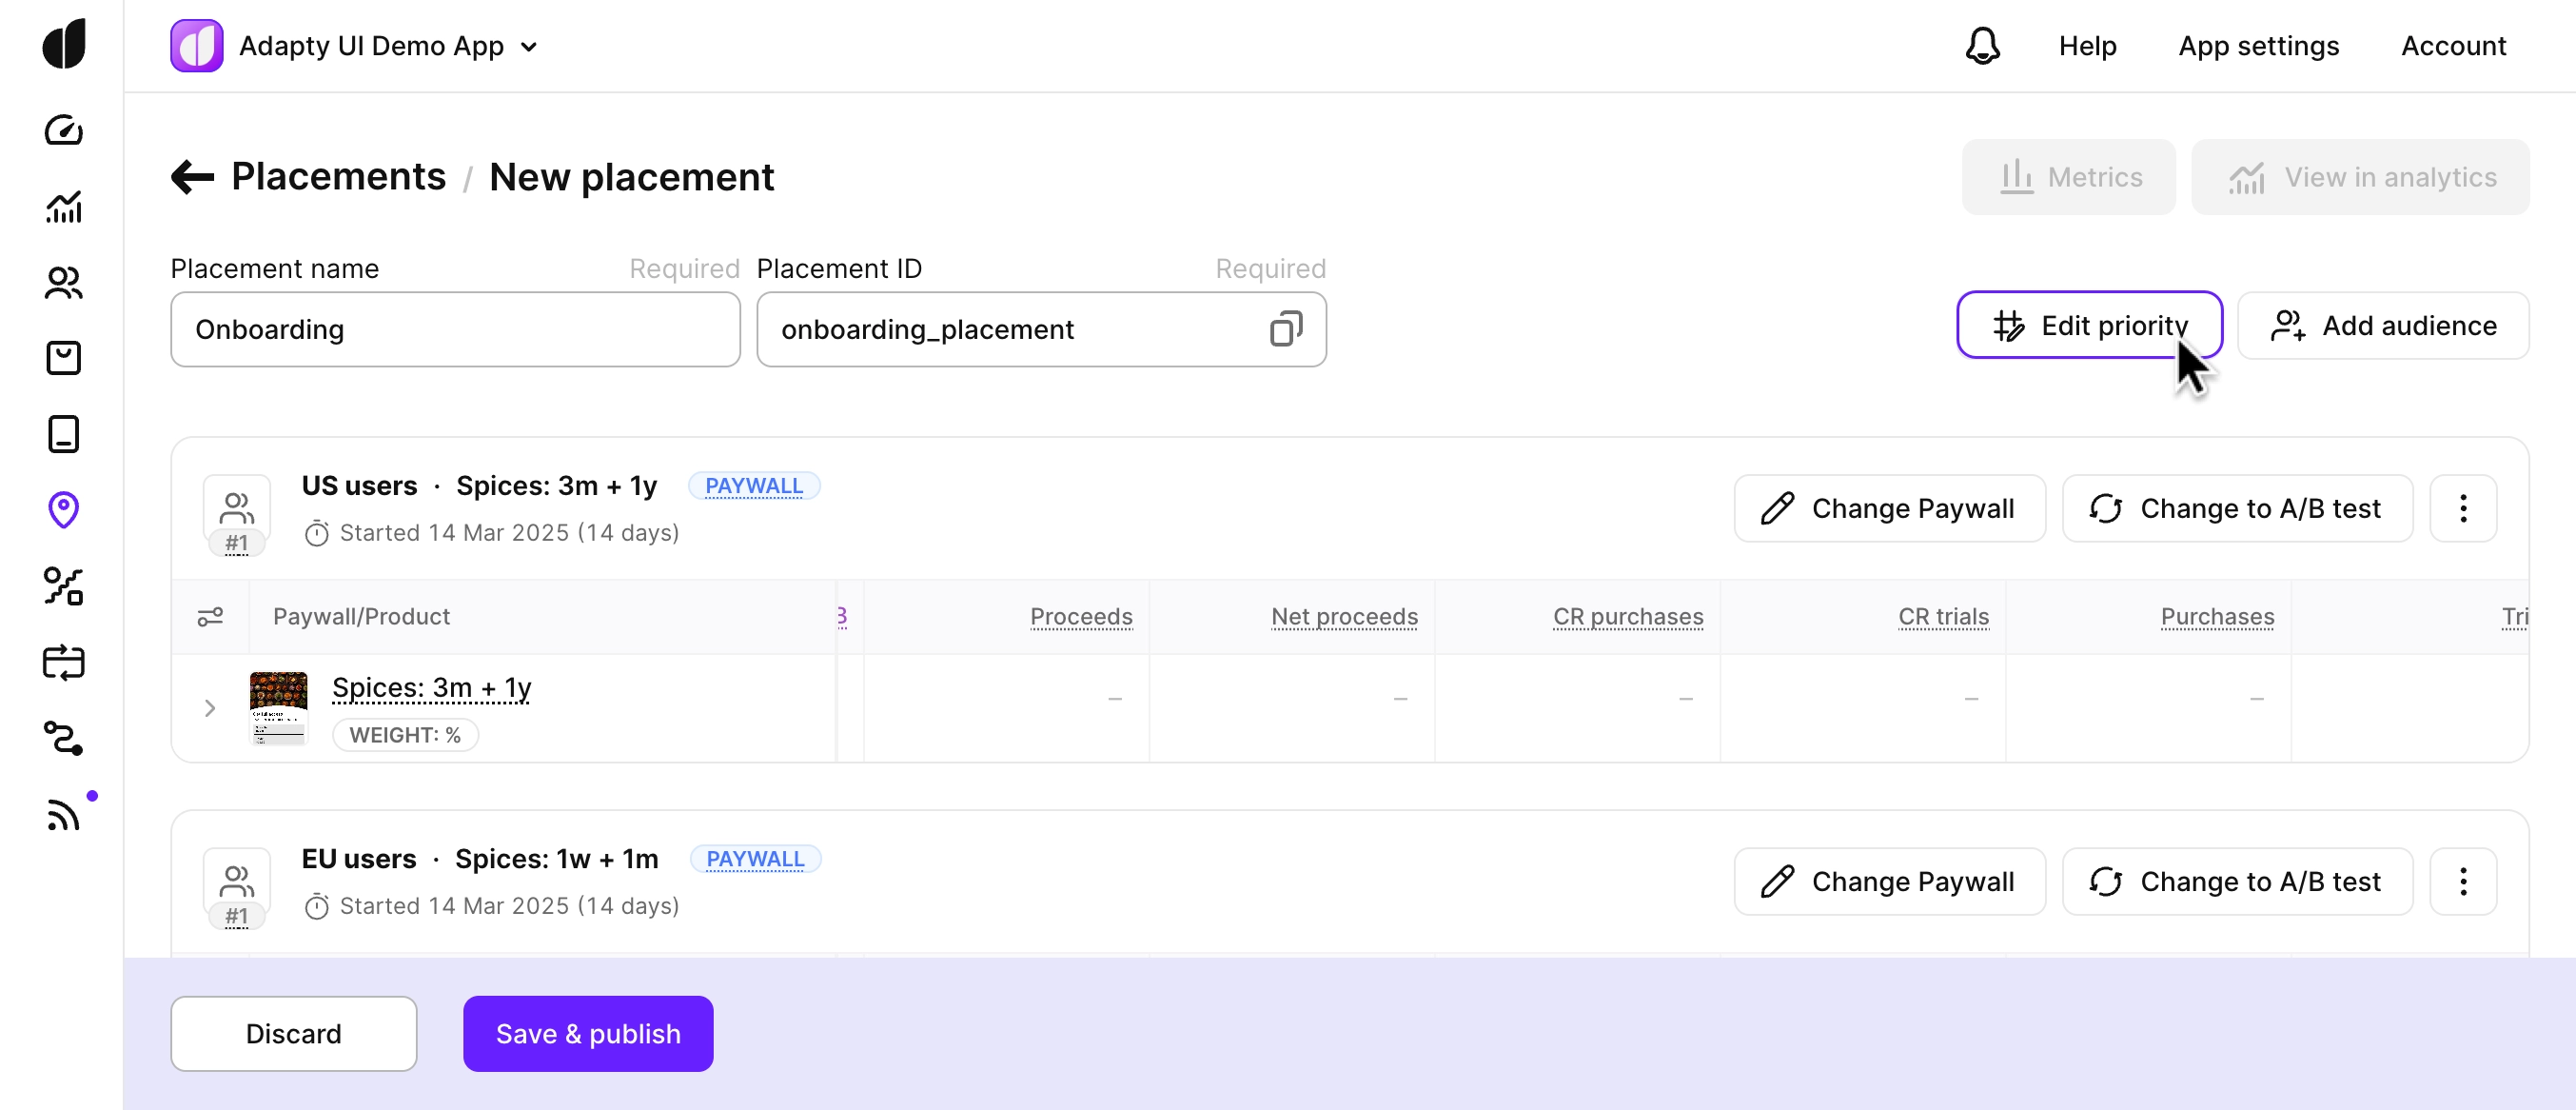 Adapty UI Demo App
Help
App settings
Account
Placements / New placement
Metrics
View in analytics
Placement name
Required
Placement ID
Required
Onboarding
onboarding_placement
Edit priority
Add audience
US users · Spices: 3m + 1y PAYWALL
Started 14 Mar 2025 (14 days)
#1
Change Paywall
Change to A/B test
Paywall/Product
Proceeds
Net proceeds
CR purchases
CR trials
Purchases
Tri
Spices: 3m + 1y
– – – – –
WEIGHT: %
EU users · Spices: 1w + 1m PAYWALL
Started 14 Mar 2025 (14 days)
#1
Change Paywall
Change to A/B test
Discard
Save & publish